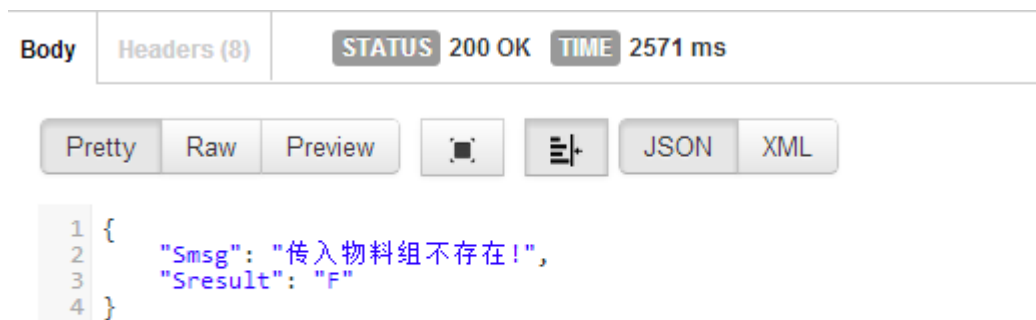 Body Headers (8) STATUS 200 OK TIME 2571 ms
Pretty Raw Preview JSON XML
1 {
2 "Smsg": "传入物料组不存在!",
3 "Sresult": "F"
4 }